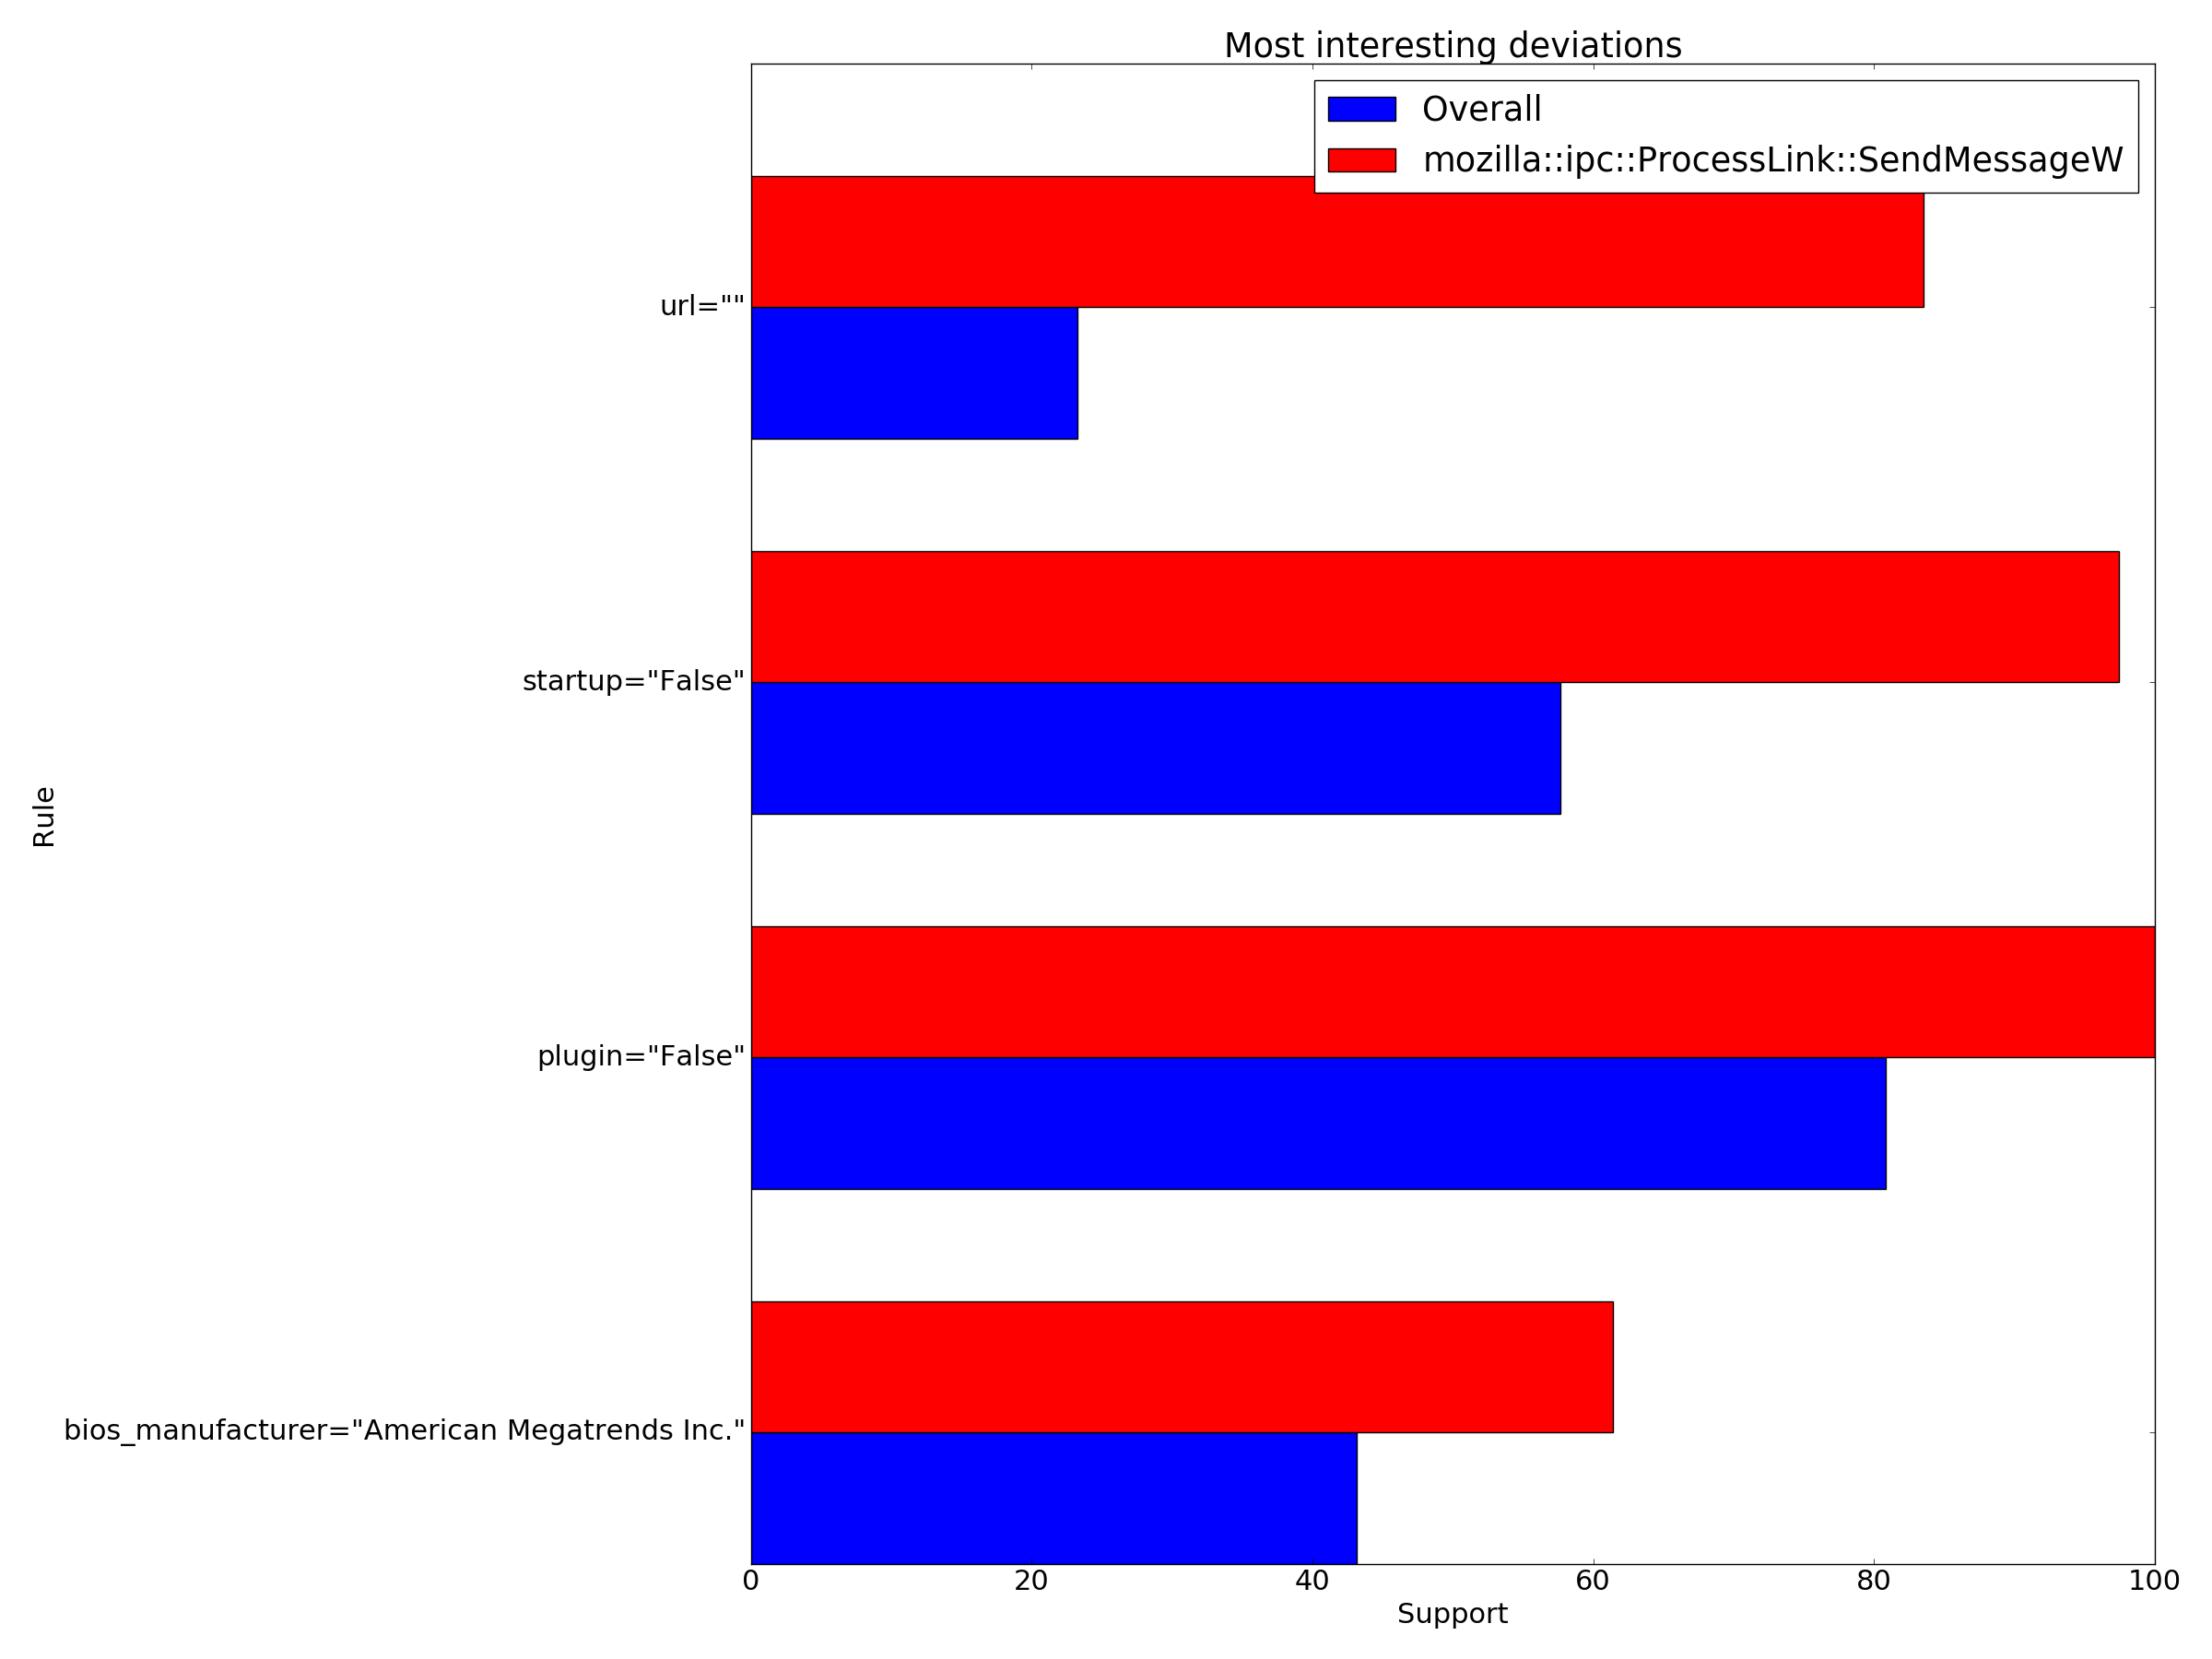 Most interesting deviations
Overall
mozilla::ipc::ProcessLink::SendMessageW
url=""
startup="False"
plugin="False"
bios_manufacturer="American Megatrends Inc."
Rule
0 20 40 60 80 100
Support